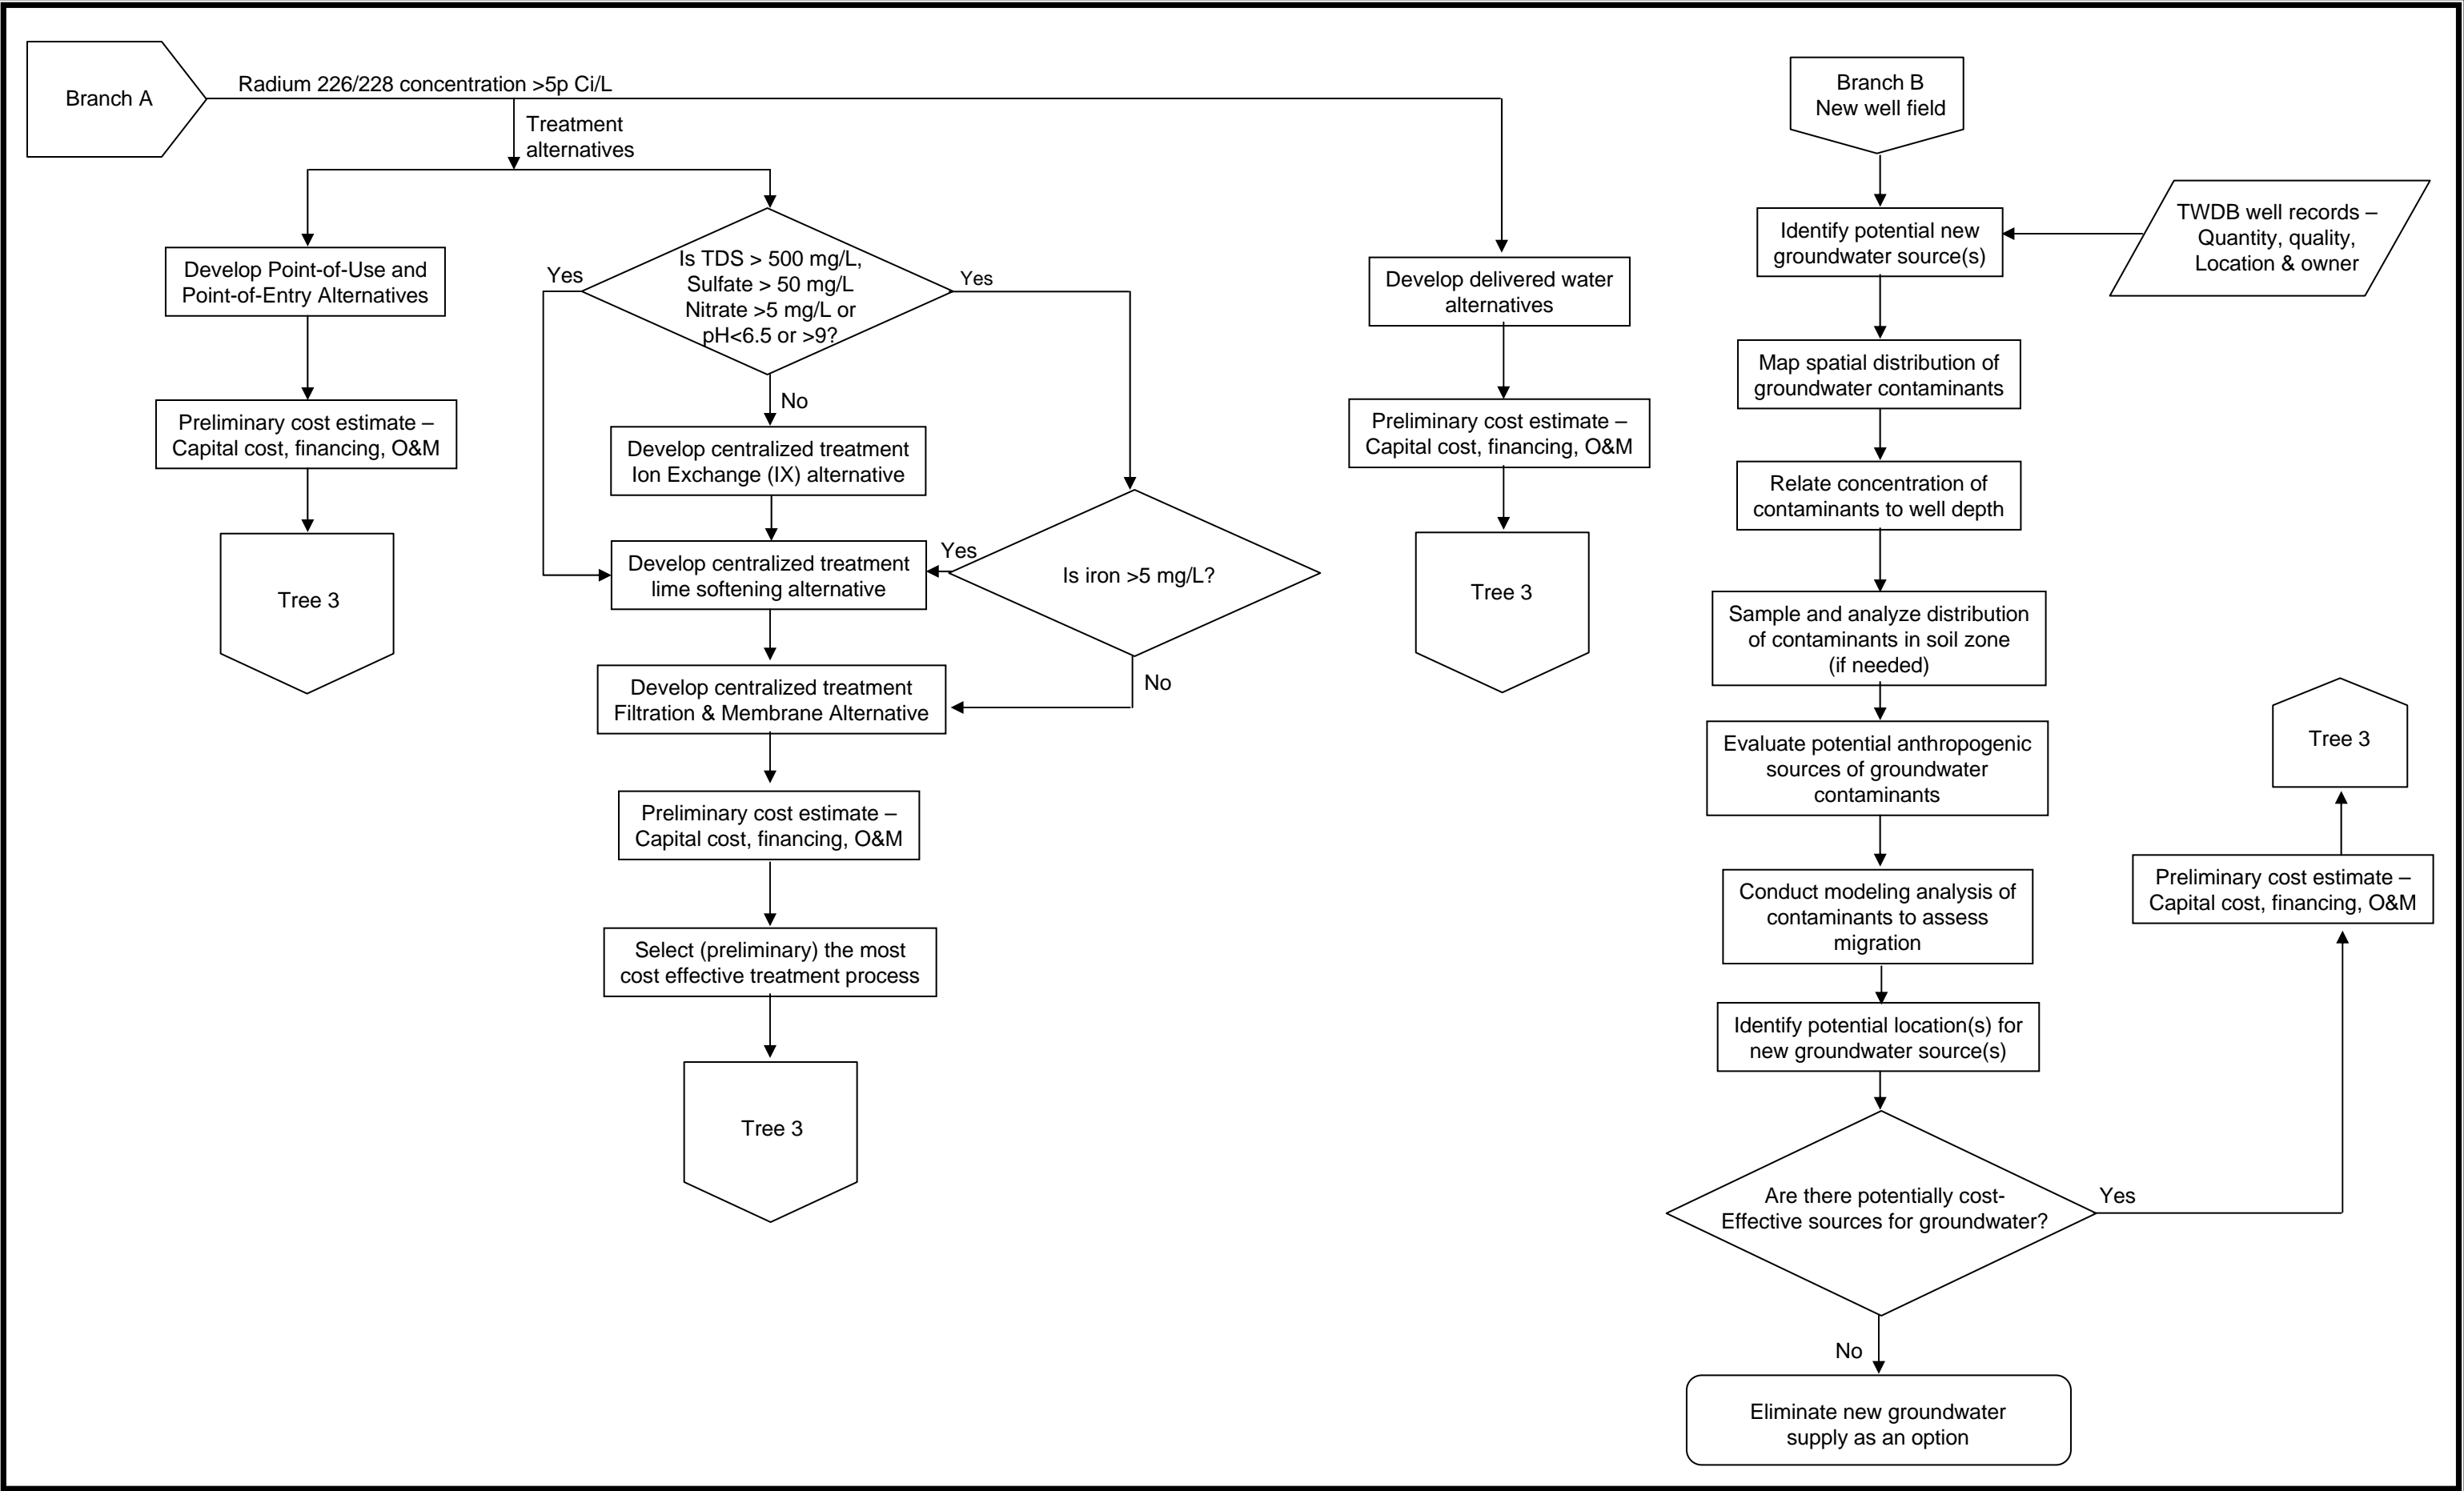 Branch A
Radium 226/228 concentration >5p Ci/L
Treatment
alternatives
Develop Point-of-Use and
Point-of-Entry Alternatives
Preliminary cost estimate –
Capital cost, financing, O&M
Tree 3
Is TDS > 500 mg/L,
Sulfate > 50 mg/L
Nitrate >5 mg/L or
pH<6.5 or >9?
Yes
Yes
No
Develop centralized treatment
Ion Exchange (IX) alternative
Develop centralized treatment
lime softening alternative
Yes
Is iron >5 mg/L?
No
Develop centralized treatment
Filtration & Membrane Alternative
Preliminary cost estimate –
Capital cost, financing, O&M
Select (preliminary) the most
cost effective treatment process
Tree 3
Develop delivered water
alternatives
Preliminary cost estimate –
Capital cost, financing, O&M
Tree 3
Branch B
New well field
Identify potential new
groundwater source(s)
TWDB well records –
Quantity, quality,
Location & owner
Map spatial distribution of
groundwater contaminants
Relate concentration of
contaminants to well depth
Sample and analyze distribution
of contaminants in soil zone
(if needed)
Evaluate potential anthropogenic
sources of groundwater
contaminants
Conduct modeling analysis of
contaminants to assess
migration
Identify potential location(s) for
new groundwater source(s)
Are there potentially cost-
Effective sources for groundwater?
Yes
Preliminary cost estimate –
Capital cost, financing, O&M
Tree 3
No
Eliminate new groundwater
supply as an option